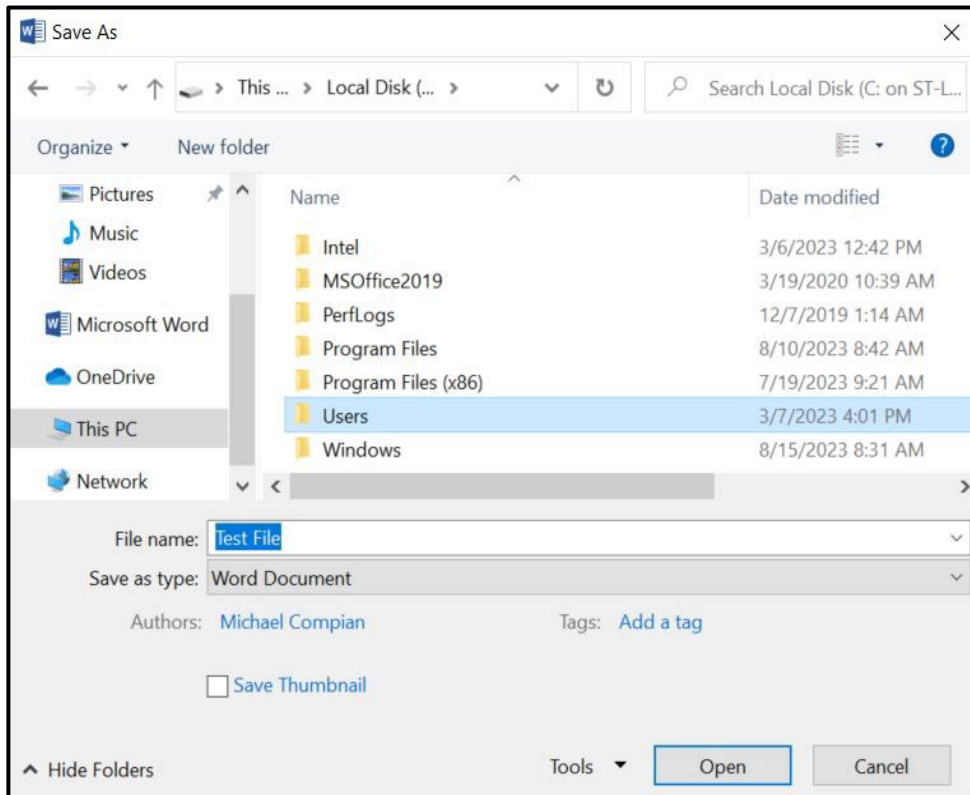 Save As
This ... > Local Disk (... > Search Local Disk (C: on ST-L...
Organize New folder
Name Date modified
Pictures
Music
Videos
Microsoft Word
OneDrive
This PC
Network
Intel 3/6/2023 12:42 PM
MSOffice2019 3/19/2020 10:39 AM
PerfLogs 12/7/2019 1:14 AM
Program Files 8/10/2023 8:42 AM
Program Files (x86) 7/19/2023 9:21 AM
Users 3/7/2023 4:01 PM
Windows 8/15/2023 8:31 AM
File name: Test File
Save as type: Word Document
Authors: Michael Compian Tags: Add a tag
Save Thumbnail
Hide Folders Tools Open Cancel